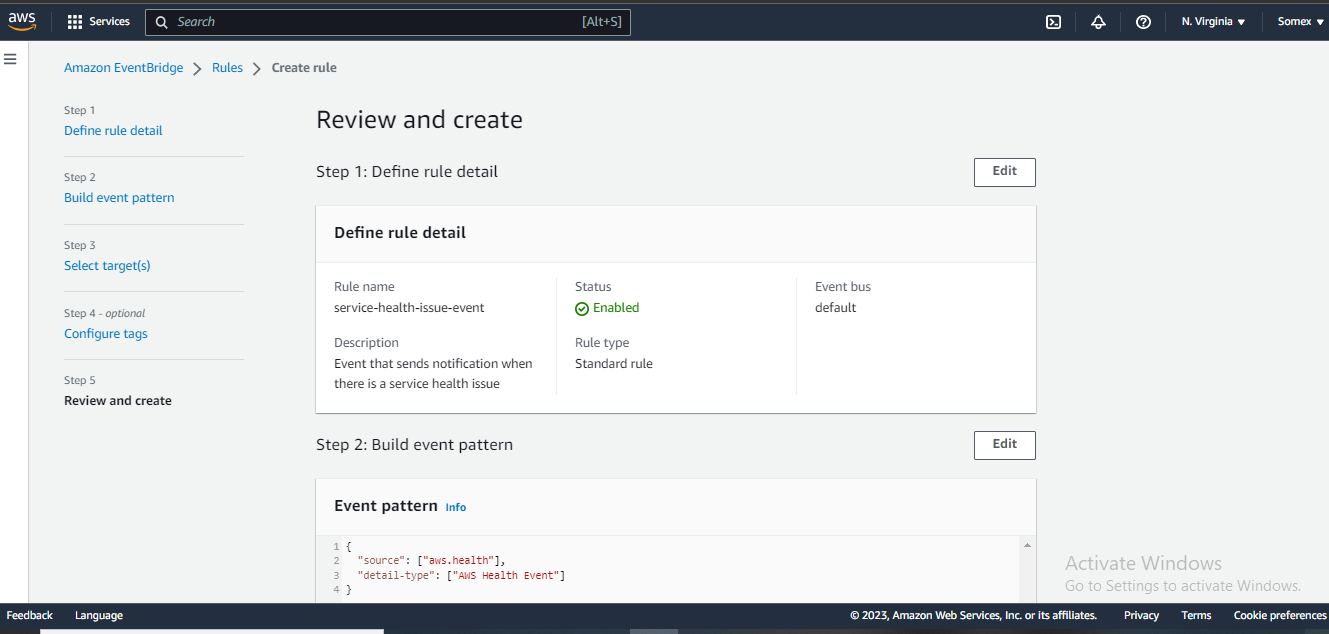 aws
Services
Search
[Alt+S]
N. Virginia
Somex
Amazon EventBridge
Rules
Create rule
Step 1
Define rule detail
Step 2
Build event pattern
Step 3
Select target(s)
Step 4 - optional
Configure tags
Step 5
Review and create
Review and create
Step 1: Define rule detail
Edit
Define rule detail
Rule name
service-health-issue-event
Description
Event that sends notification when
there is a service health issue
Status
Enabled
Rule type
Standard rule
Event bus
default
Step 2: Build event pattern
Edit
Event pattern Info
1 {
2 "source": ["aws.health"],
3 "detail-type": ["AWS Health Event"]
4 }
Activate Windows
Go to Settings to activate Windows.
Feedback
Language
© 2023, Amazon Web Services, Inc. or its affiliates.
Privacy
Terms
Cookie preferences